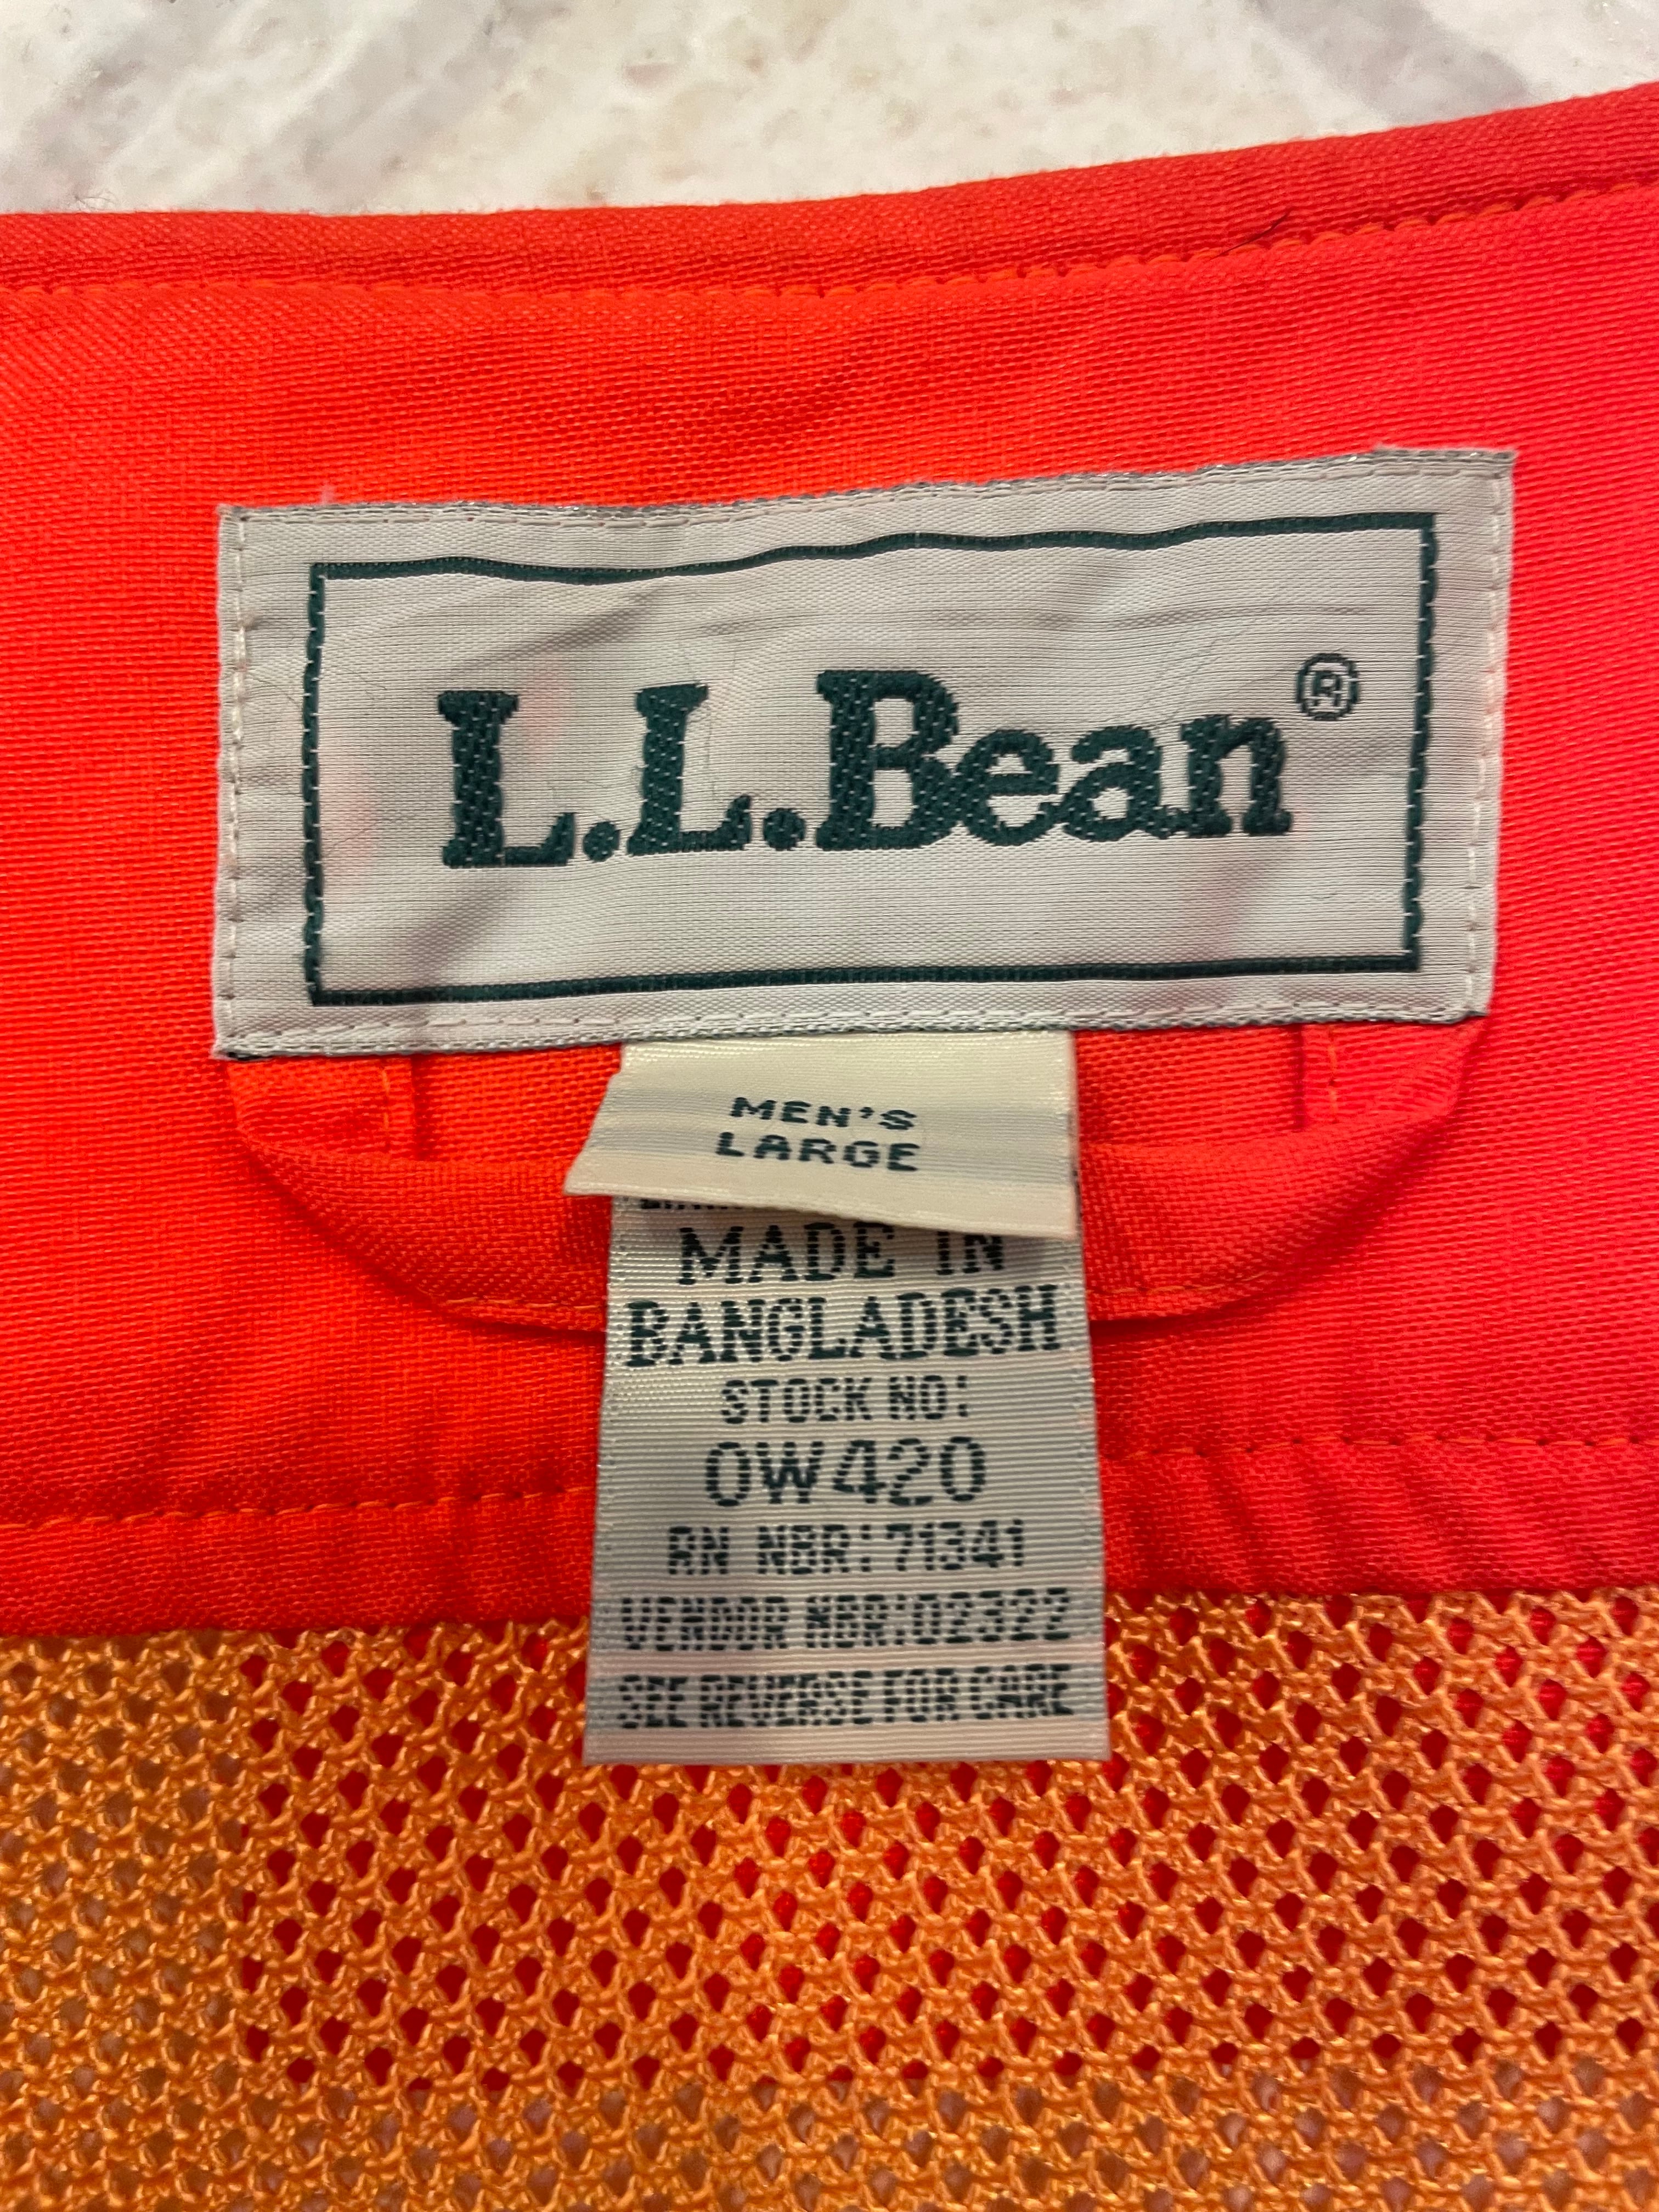 L.L.Bean®
MEN'S
LARGE
MADE IN
BANGLADESH
STOCK NO:
0W420
RN NBR:71341
VENDOR NBR:02322
SEE REVERSE FOR CARE